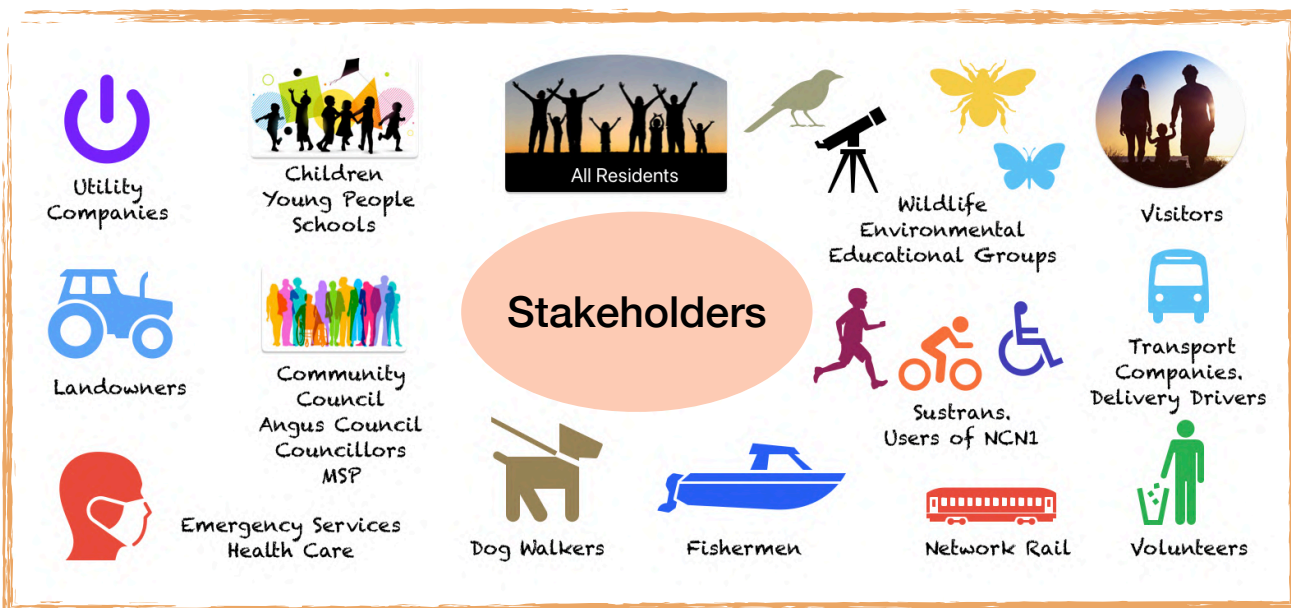 Utility
Companies
Children
Young People
Schools
All Residents
Wildlife
Environmental
Educational Groups
Visitors
Stakeholders
Landowners
Community
Council
Angus Council
Councillors
MSP
Sustrans.
Users of NCN1
Transport
Companies.
Delivery Drivers
Emergency Services
Health Care
Dog Walkers
Fishermen
Network Rail
Volunteers